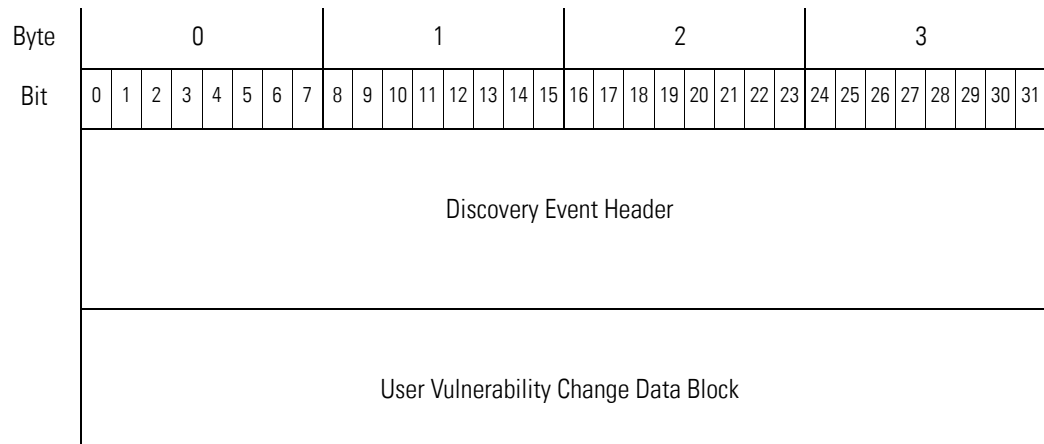 Byte 0 1 2 3
Bit 0 1 2 3 4 5 6 7 8 9 10 11 12 13 14 15 16 17 18 19 20 21 22 23 24 25 26 27 28 29 30 31
Discovery Event Header
User Vulnerability Change Data Block